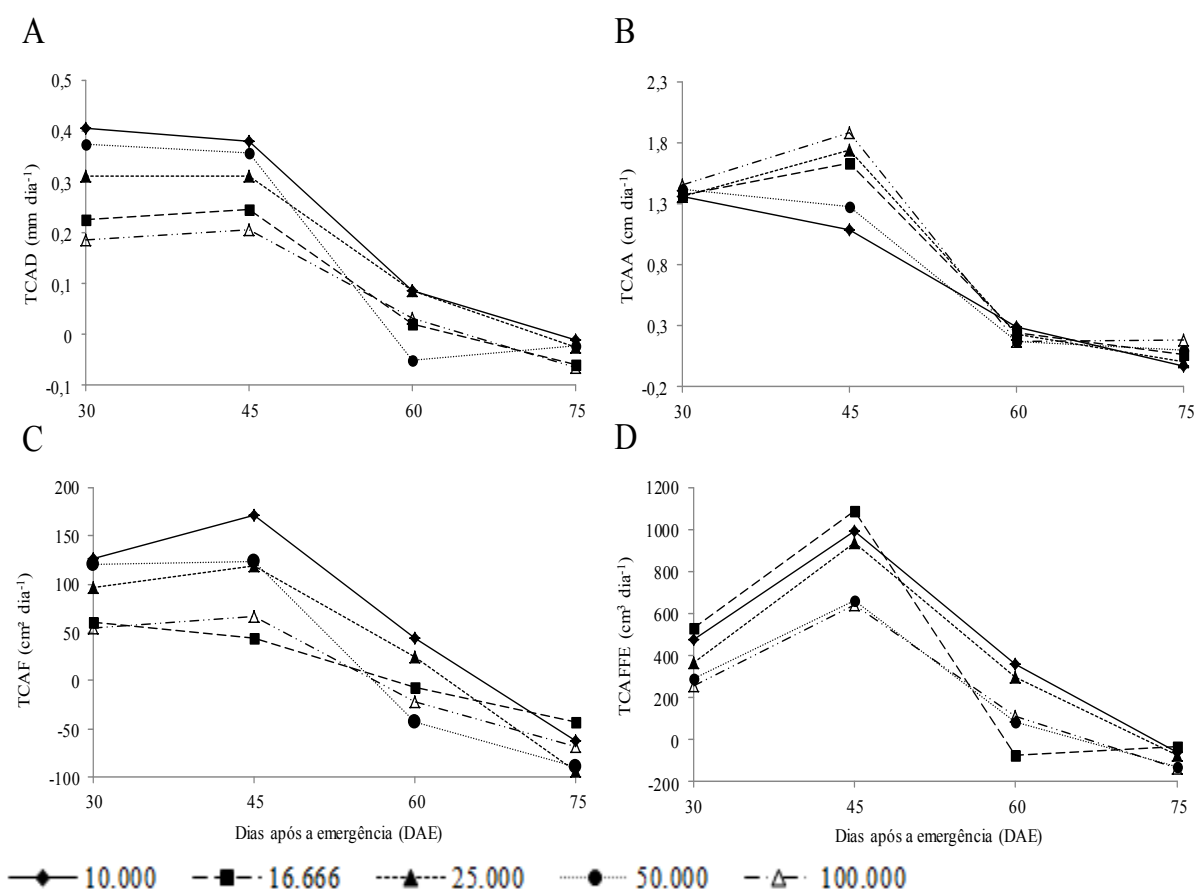 A
TCAD (mm dia⁻¹)
0,5
0,4
0,3
0,2
0,1
0
-0,1
30 45 60 75
B
TCAA (cm dia⁻¹)
2,3
1,8
1,3
0,8
0,3
-0,2
30 45 60 75
C
TCAF (cm² dia⁻¹)
200
150
100
50
0
-50
-100
30 45 60 75
Dias após a emergência (DAE)
D
TCAFFE (cm³ dia⁻¹)
1200
1000
800
600
400
200
0
-200
30 45 60 75
Dias após a emergência (DAE)
10.000 16.666 25.000 50.000 100.000